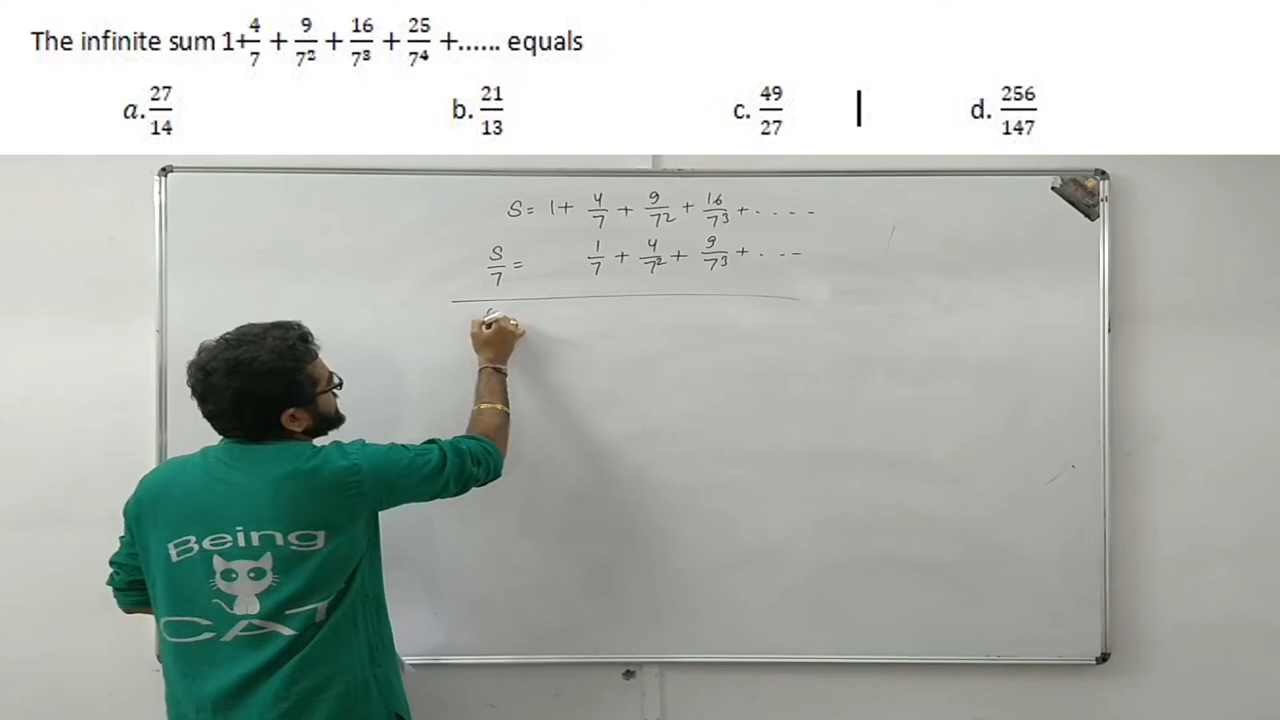 The infinite sum 1+4/7 + 9/7² + 16/7³ + 25/7⁴ +...... equals
a. 27/14 b. 21/13 c. 49/27 d. 256/147
S = 1 + 4/7 + 9/7² + 16/7³ + ....
S/7 = 1/7 + 4/7² + 9/7³ + ....
Being
CAT